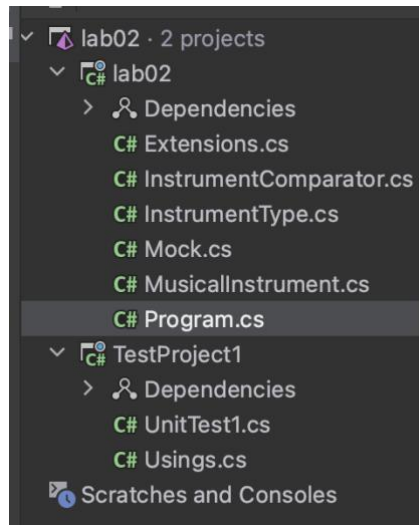 lab02 · 2 projects
C# lab02
Dependencies
C# Extensions.cs
C# InstrumentComparator.cs
C# InstrumentType.cs
C# Mock.cs
C# MusicalInstrument.cs
C# Program.cs
C# TestProject1
Dependencies
C# UnitTest1.cs
C# Usings.cs
Scratches and Consoles